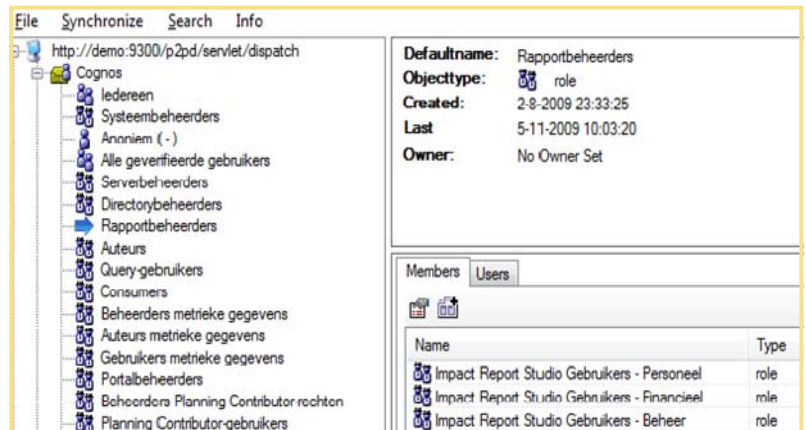 File Synchronize Search Info
http://demo:9300/p2pd/servlet/dispatch
Cognos
Iedereen
Systeembeheerders
Anoniem (-)
Alle geverifieerde gebruikers
Serverbeheerders
Directorybeheerders
Rapportbeheerders
Auteurs
Query-gebruikers
Consumers
Beheerders metrieke gegevens
Auteurs metrieke gegevens
Gebruikers metrieke gegevens
Portalbeheerders
Beheerders Planning Contributor-rechten
Planning Contributor-gebruikers
Defaultname: Rapportbeheerders
Objecttype: role
Created: 2-8-2009 23:33:25
Last 5-11-2009 10:03:20
Owner: No Owner Set
Members Users
Name Type
Impact Report Studio Gebruikers - Personeel role
Impact Report Studio Gebruikers - Financieel role
Impact Report Studio Gebruikers - Beheer role